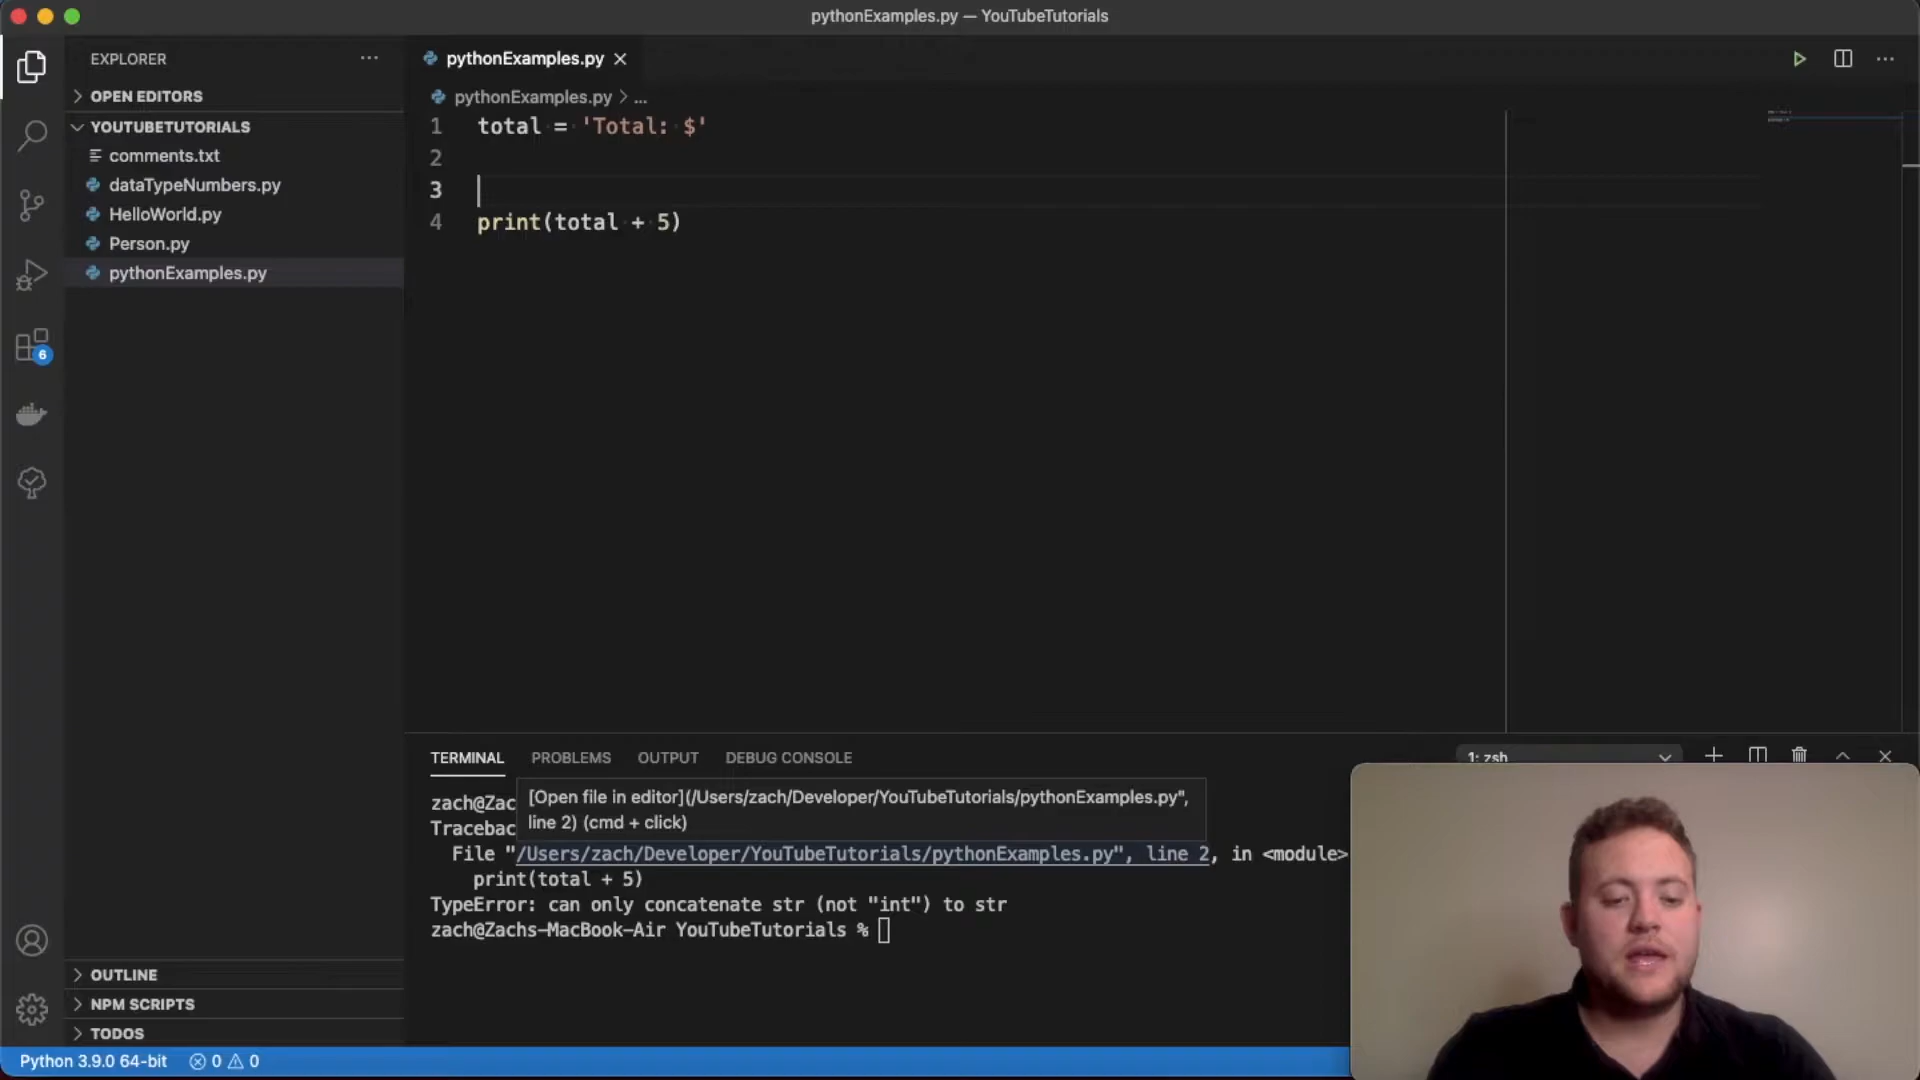 pythonExamples.py — YouTubeTutorials
EXPLORER
OPEN EDITORS
YOUTUBETUTORIALS
comments.txt
dataTypeNumbers.py
HelloWorld.py
Person.py
pythonExamples.py
6
OUTLINE
NPM SCRIPTS
TODOS
pythonExamples.py
pythonExamples.py > ...
1 total = 'Total: $'
2
3
4 print(total + 5)
TERMINAL PROBLEMS OUTPUT DEBUG CONSOLE
1: zsh
zach@Zac
[Open file in editor](/Users/zach/Developer/YouTubeTutorials/pythonExamples.py",
line 2) (cmd + click)
Tracebac
File "/Users/zach/Developer/YouTubeTutorials/pythonExamples.py", line 2, in <module>
print(total + 5)
TypeError: can only concatenate str (not "int") to str
zach@Zachs-MacBook-Air YouTubeTutorials %
Python 3.9.0 64-bit 0 0